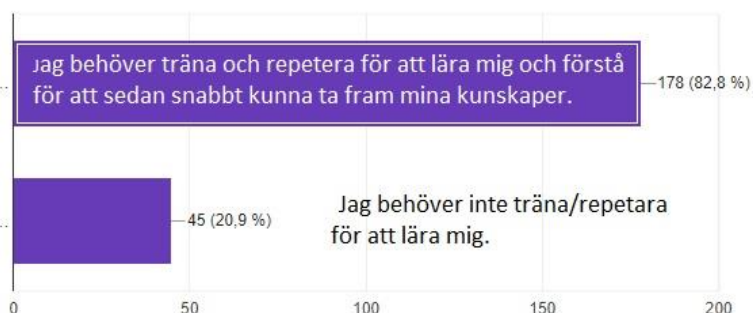 Jag behöver träna och repetera för att lära mig och förstå
för att sedan snabbt kunna ta fram mina kunskaper.
178 (82,8 %)
45 (20,9 %)
Jag behöver inte träna/repetara
för att lära mig.
0 50 100 150 200